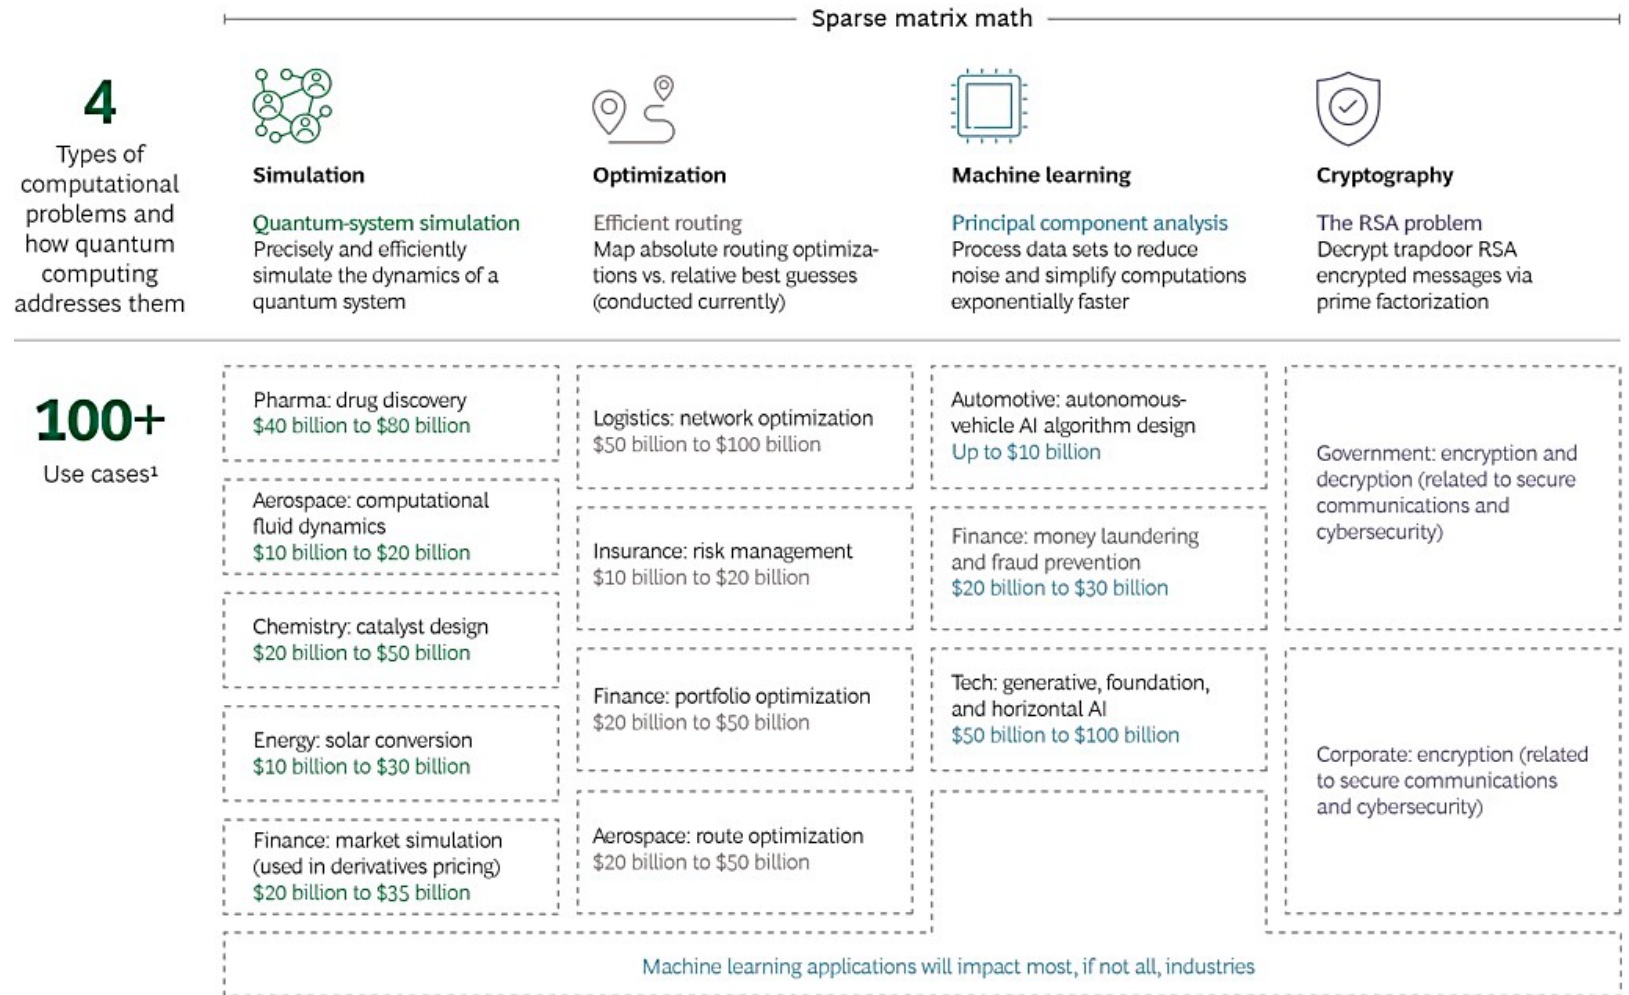 Sparse matrix math
4
Types of
computational
problems and
how quantum
computing
addresses them
Simulation
Quantum-system simulation
Precisely and efficiently
simulate the dynamics of a
quantum system
Optimization
Efficient routing
Map absolute routing optimiza-
tions vs. relative best guesses
(conducted currently)
Machine learning
Principal component analysis
Process data sets to reduce
noise and simplify computations
exponentially faster
Cryptography
The RSA problem
Decrypt trapdoor RSA
encrypted messages via
prime factorization
100+
Use cases¹
Pharma: drug discovery
$40 billion to $80 billion
Aerospace: computational
fluid dynamics
$10 billion to $20 billion
Chemistry: catalyst design
$20 billion to $50 billion
Energy: solar conversion
$10 billion to $30 billion
Finance: market simulation
(used in derivatives pricing)
$20 billion to $35 billion
Logistics: network optimization
$50 billion to $100 billion
Insurance: risk management
$10 billion to $20 billion
Finance: portfolio optimization
$20 billion to $50 billion
Aerospace: route optimization
$20 billion to $50 billion
Automotive: autonomous-
vehicle AI algorithm design
Up to $10 billion
Finance: money laundering
and fraud prevention
$20 billion to $30 billion
Tech: generative, foundation,
and horizontal AI
$50 billion to $100 billion
Government: encryption and
decryption (related to secure
communications and
cybersecurity)
Corporate: encryption (related
to secure communications
and cybersecurity)
Machine learning applications will impact most, if not all, industries